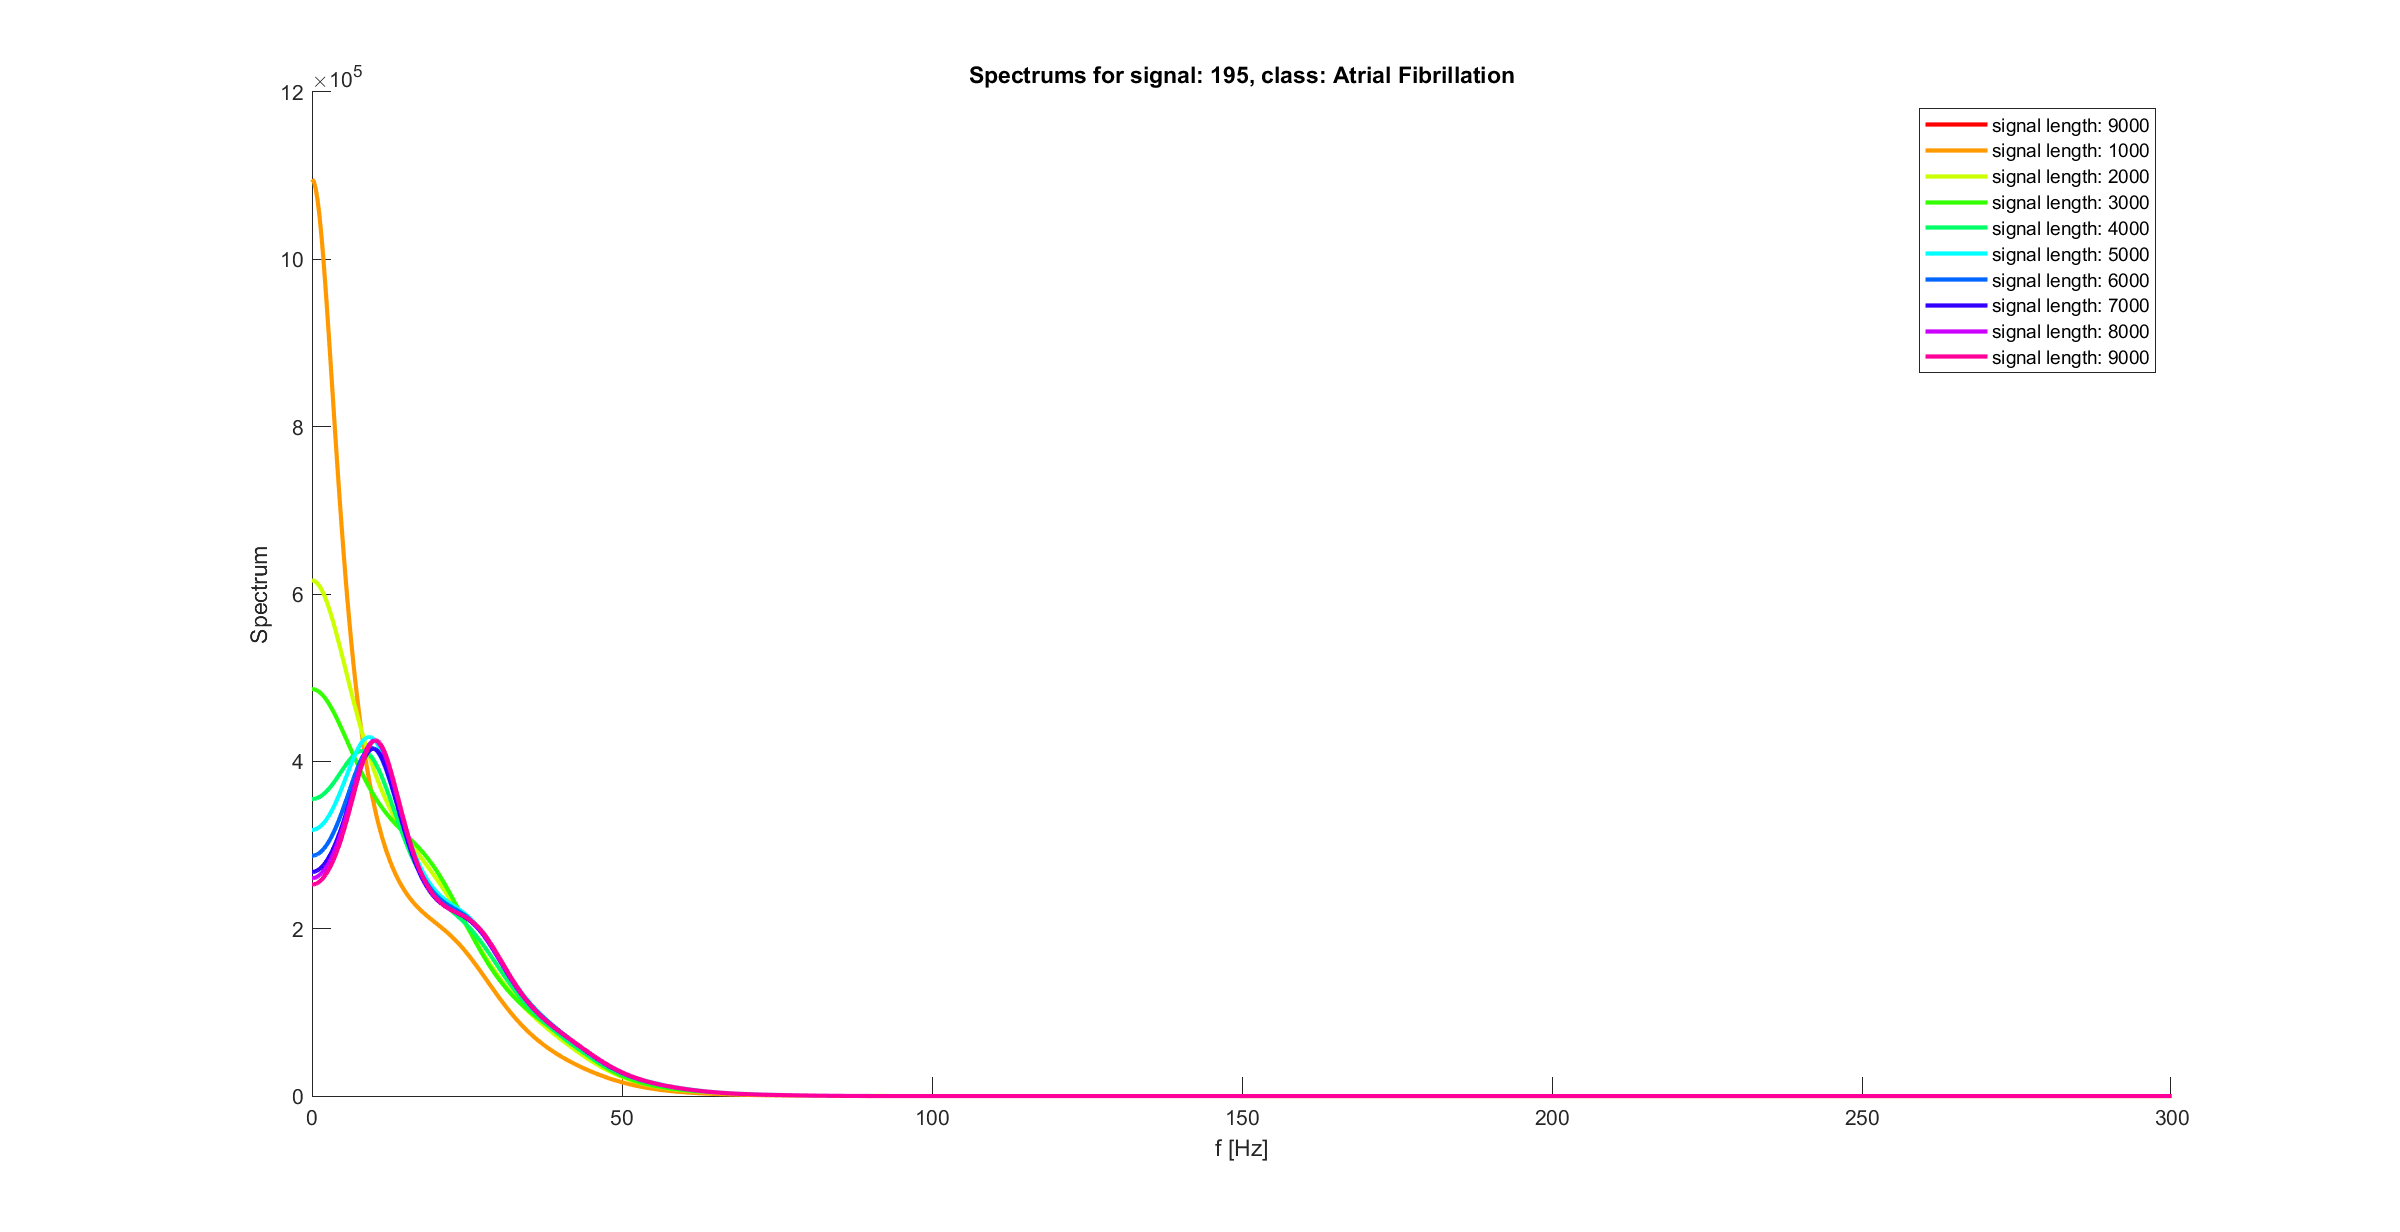 Spectrums for signal: 195, class: Atrial Fibrillation
×10^5
12
10
8
6
4
2
0
Spectrum
0 50 100 150 200 250 300
f [Hz]
signal length: 9000
signal length: 1000
signal length: 2000
signal length: 3000
signal length: 4000
signal length: 5000
signal length: 6000
signal length: 7000
signal length: 8000
signal length: 9000